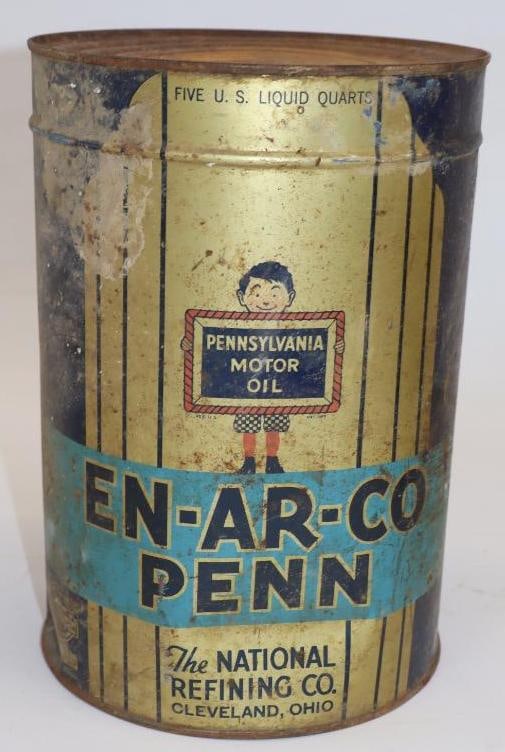 FIVE U. S. LIQUID QUARTS
PENNSYLVANIA
MOTOR
OIL
EN-AR-CO
PENN
The NATIONAL
REFINING CO.
CLEVELAND, OHIO